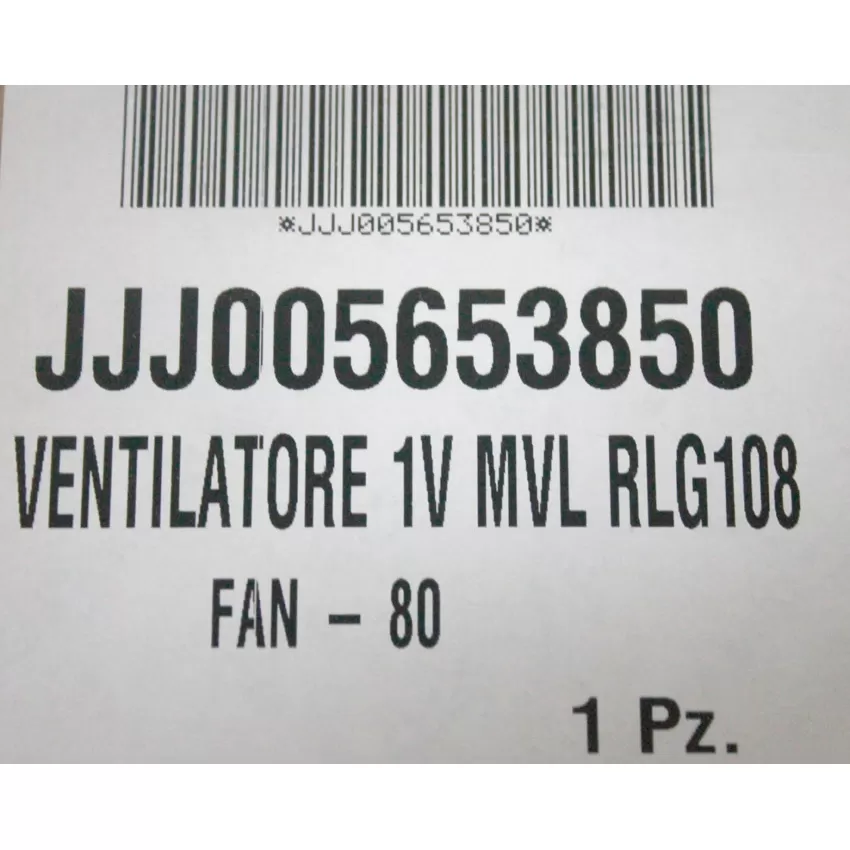 *JJJ005653850*
JJJ005653850
VENTILATORE 1V MVL RLG108
FAN - 80
1 Pz.